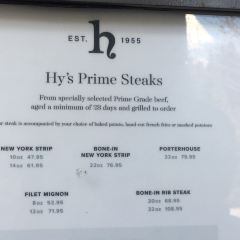 EST. h 1955
Hy's Prime Steaks
From specially selected Prime Grade beef,
aged a minimum of 28 days and grilled to order
steak is accompanied by your choice of baked potato, hand-cut french fries or mashed potatoes
NEW YORK STRIP
10oz 47.95
14oz 61.95
BONE-IN
NEW YORK STRIP
22oz 76.95
PORTERHOUSE
32oz 79.95
FILET MIGNON
8oz 53.95
12oz 71.95
BONE-IN RIB STEAK
20oz 68.95
32oz 108.95